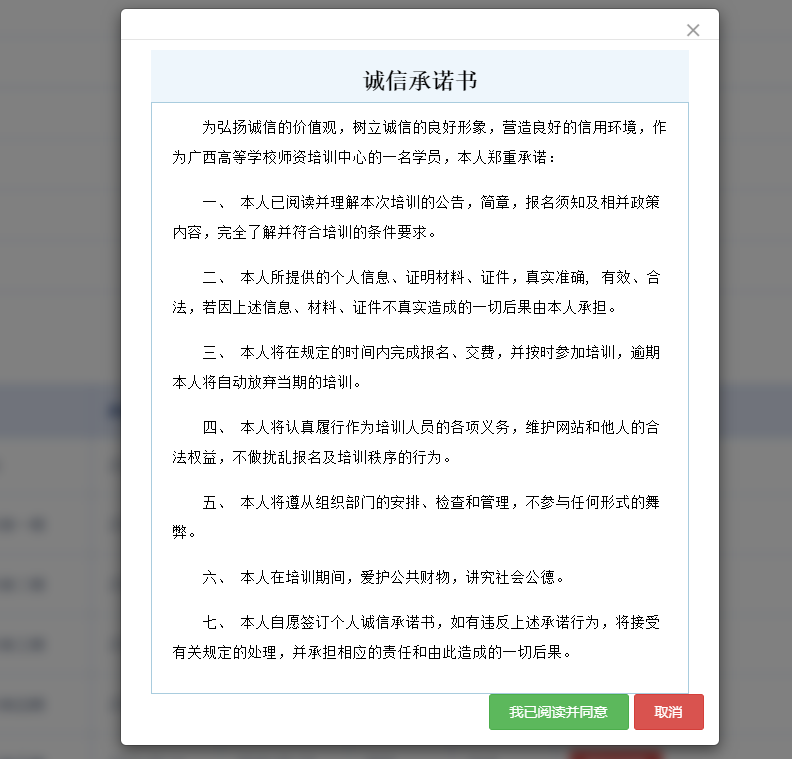 ×
诚信承诺书
为弘扬诚信的价值观，树立诚信的良好形象，营造良好的信用环境，作
为广西高等学校师资培训中心的一名学员，本人郑重承诺：
一、 本人已阅读并理解本次培训的公告，简章，报名须知及相并政策
内容，完全了解并符合培训的条件要求。
二、 本人所提供的个人信息、证明材料、证件，真实准确, 有效、合
法，若因上述信息、材料、证件不真实造成的一切后果由本人承担。
三、 本人将在规定的时间内完成报名、交费，并按时参加培训，逾期
本人将自动放弃当期的培训。
四、 本人将认真履行作为培训人员的各项义务，维护网站和他人的合
法权益，不做扰乱报名及培训秩序的行为。
五、 本人将遵从组织部门的安排、检查和管理，不参与任何形式的舞
弊。
六、 本人在培训期间，爱护公共财物，讲究社会公德。
七、 本人自愿签订个人诚信承诺书，如有违反上述承诺行为，将接受
有关规定的处理，并承担相应的责任和由此造成的一切后果。
我已阅读并同意 取消